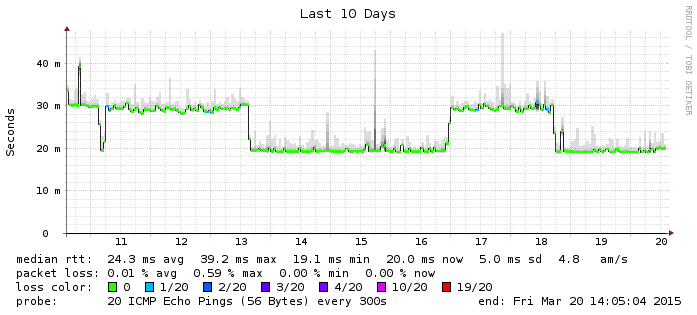 Last 10 Days
RRDTOOL / TOBI OETIKER
Seconds
40 m
30 m
20 m
10 m
0
11 12 13 14 15 16 17 18 19 20
median rtt: 24.3 ms avg 39.2 ms max 19.1 ms min 20.0 ms now 5.0 ms sd 4.8 am/s
packet loss: 0.01 % avg 0.59 % max 0.00 % min 0.00 % now
loss color: 0 1/20 2/20 3/20 4/20 10/20 19/20
probe: 20 ICMP Echo Pings (56 Bytes) every 300s end: Fri Mar 20 14:05:04 2015